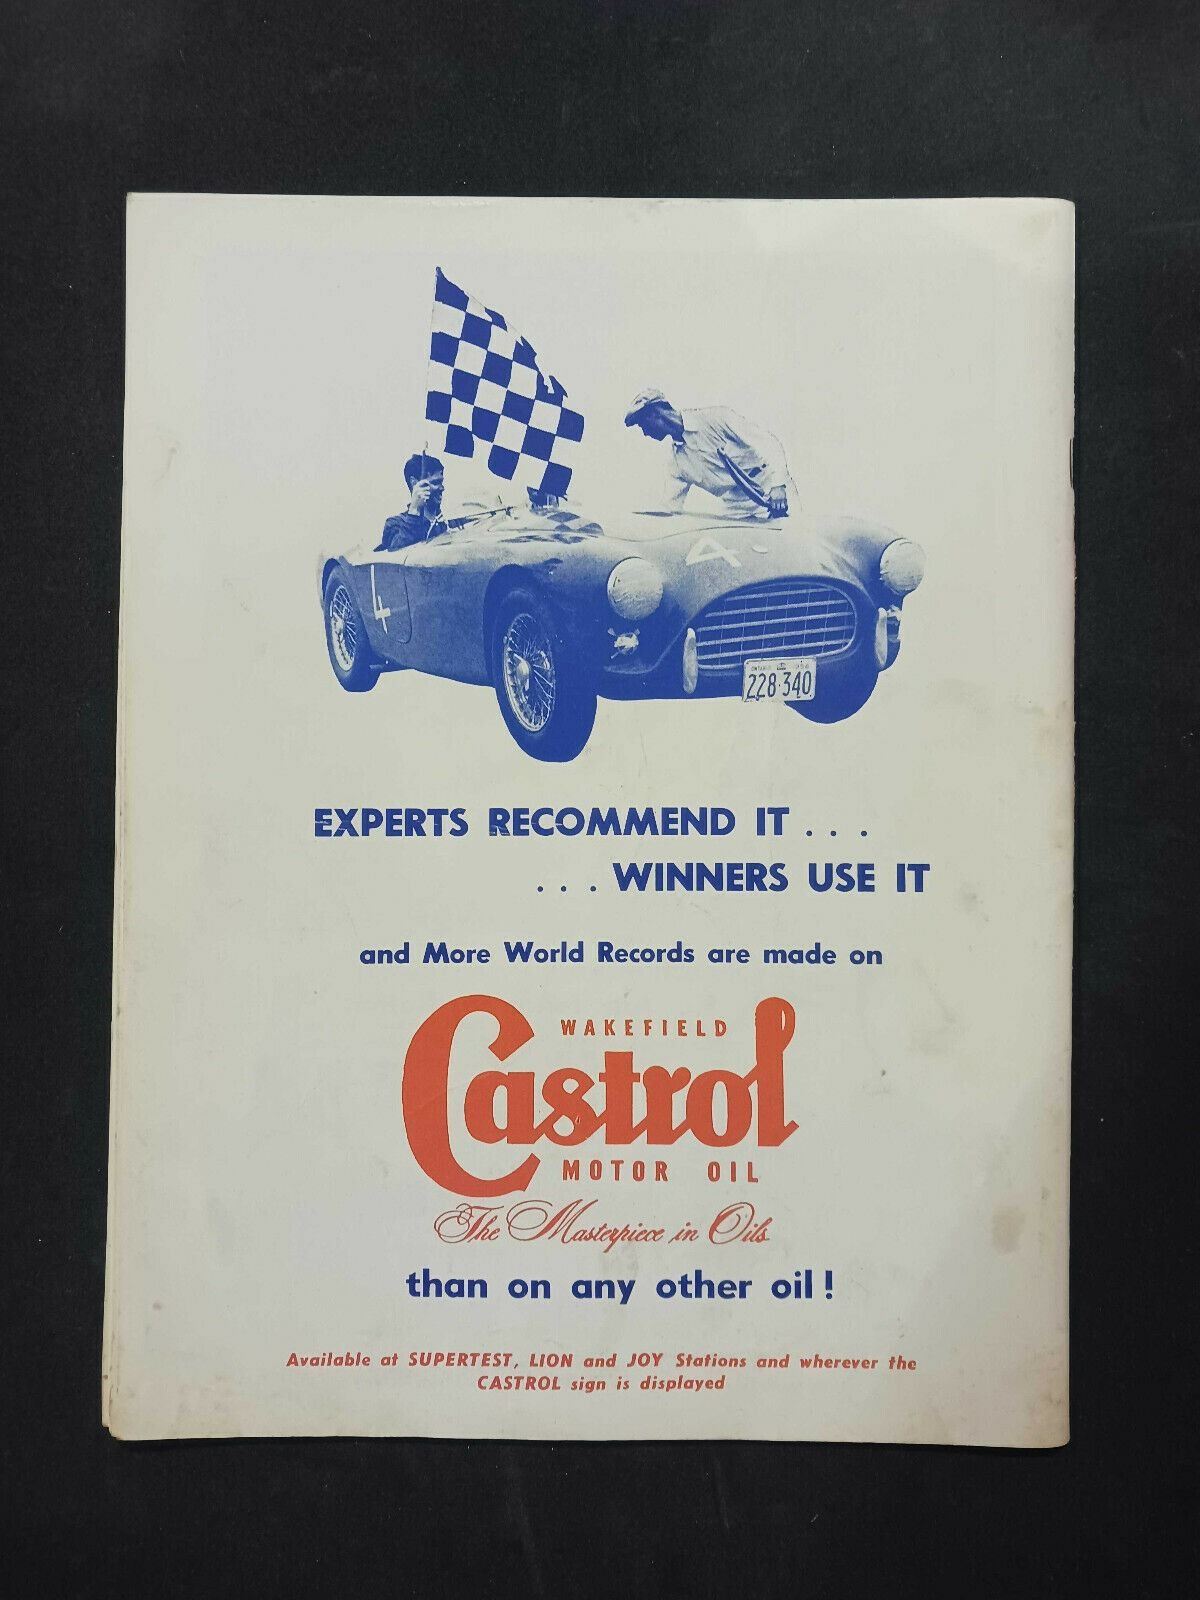 4
4
ONTARIO 1956
228·340
EXPERTS RECOMMEND IT . . .
. . . WINNERS USE IT
and More World Records are made on
WAKEFIELD
Castrol
MOTOR OIL
The Masterpiece in Oils
than on any other oil!
Available at SUPERTEST, LION and JOY Stations and wherever the
CASTROL sign is displayed